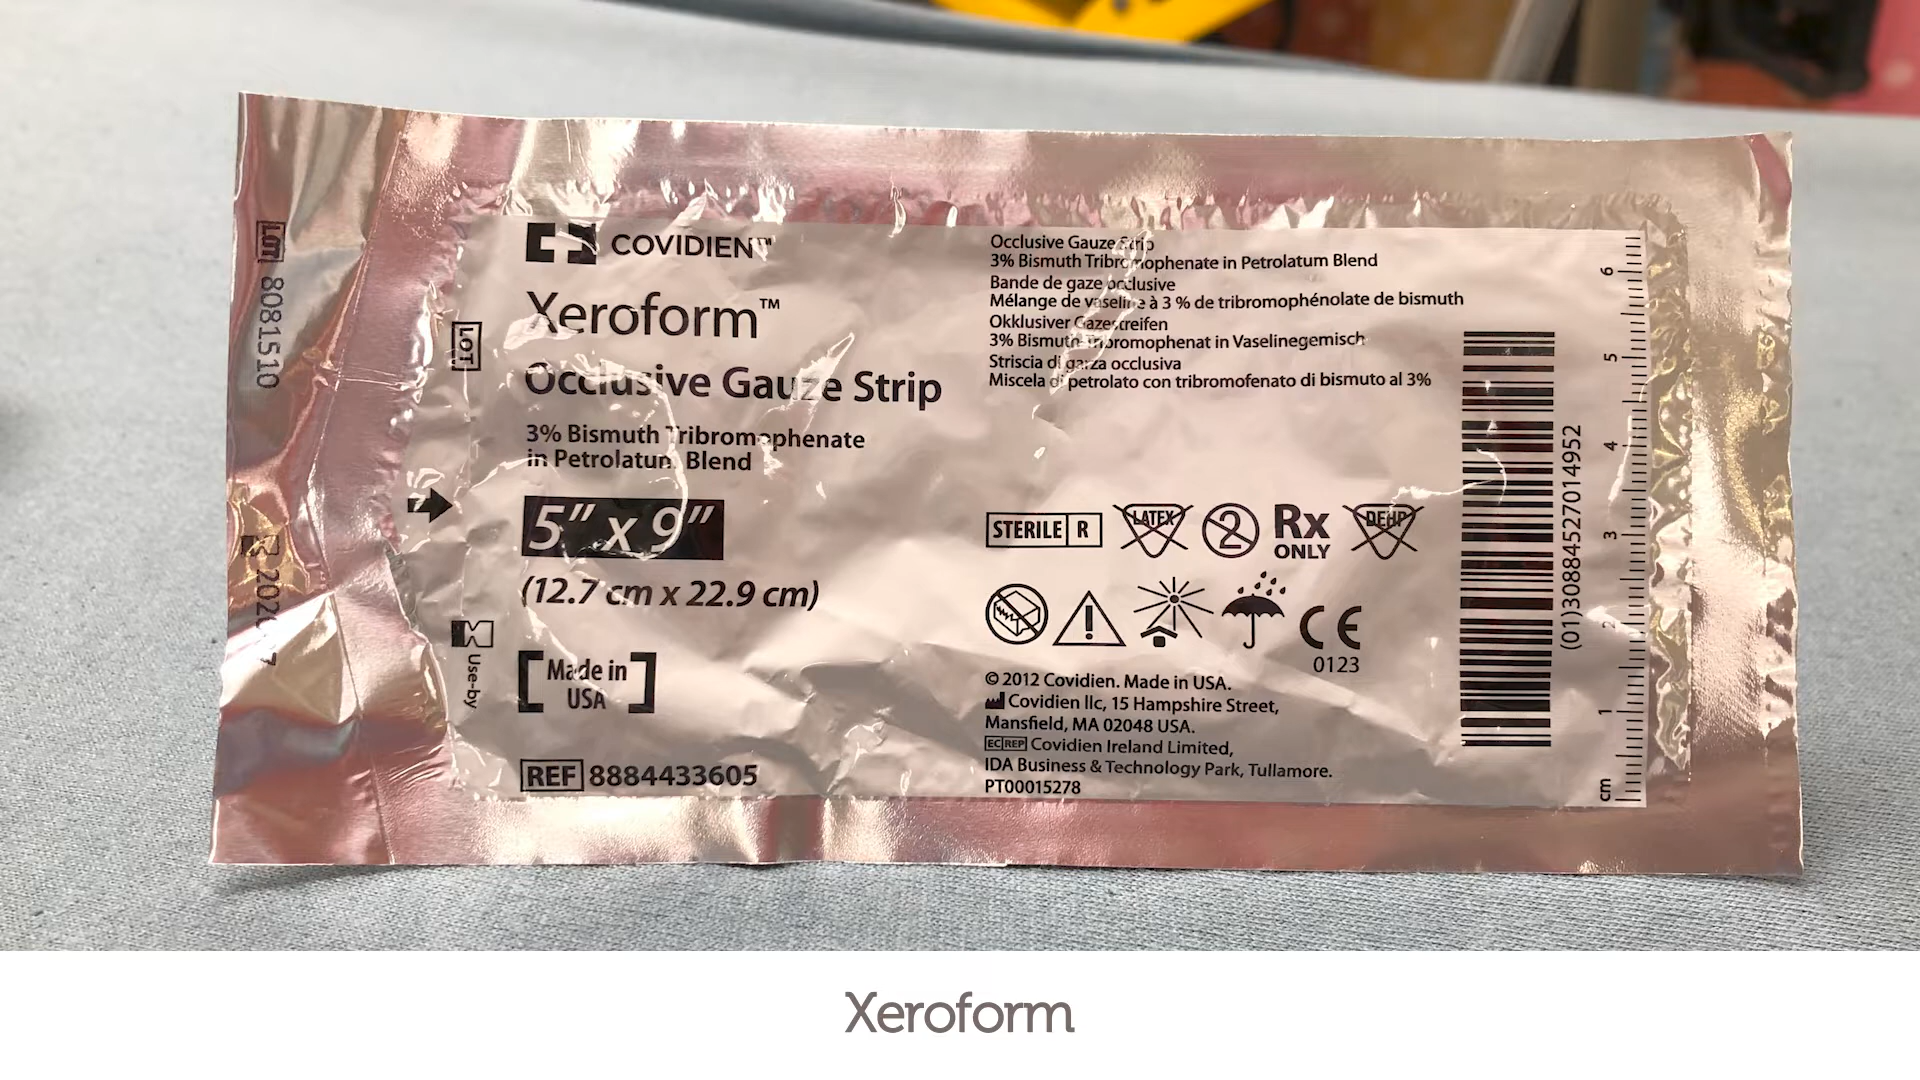 LOT 8081510
LOT
Use-by
COVIDIEN™
Xeroform™
Occlusive Gauze Strip
3% Bismuth Tribromophenate
in Petrolatum Blend
5” x 9”
(12.7 cm x 22.9 cm)
Made in
USA
REF 8884433605
Occlusive Gauze Strip
3% Bismuth Tribromophenate in Petrolatum Blend
Bande de gaze occlusive
Mélange de vaseline à 3 % de tribromophénolate de bismuth
Okklusiver Gazestreifen
3% Bismuth-Tribromophenat in Vaselinegemisch
Striscia di garza occlusiva
Miscela di petrolato con tribromofenato di bismuto al 3%
STERILE R LATEX 2 Rx ONLY DEHP
CE
0123
© 2012 Covidien. Made in USA.
Covidien llc, 15 Hampshire Street,
Mansfield, MA 02048 USA.
EC REP Covidien Ireland Limited,
IDA Business & Technology Park, Tullamore.
PT00015278
(01)30884527014952
cm 1 2 3 4 5 6
Xeroform